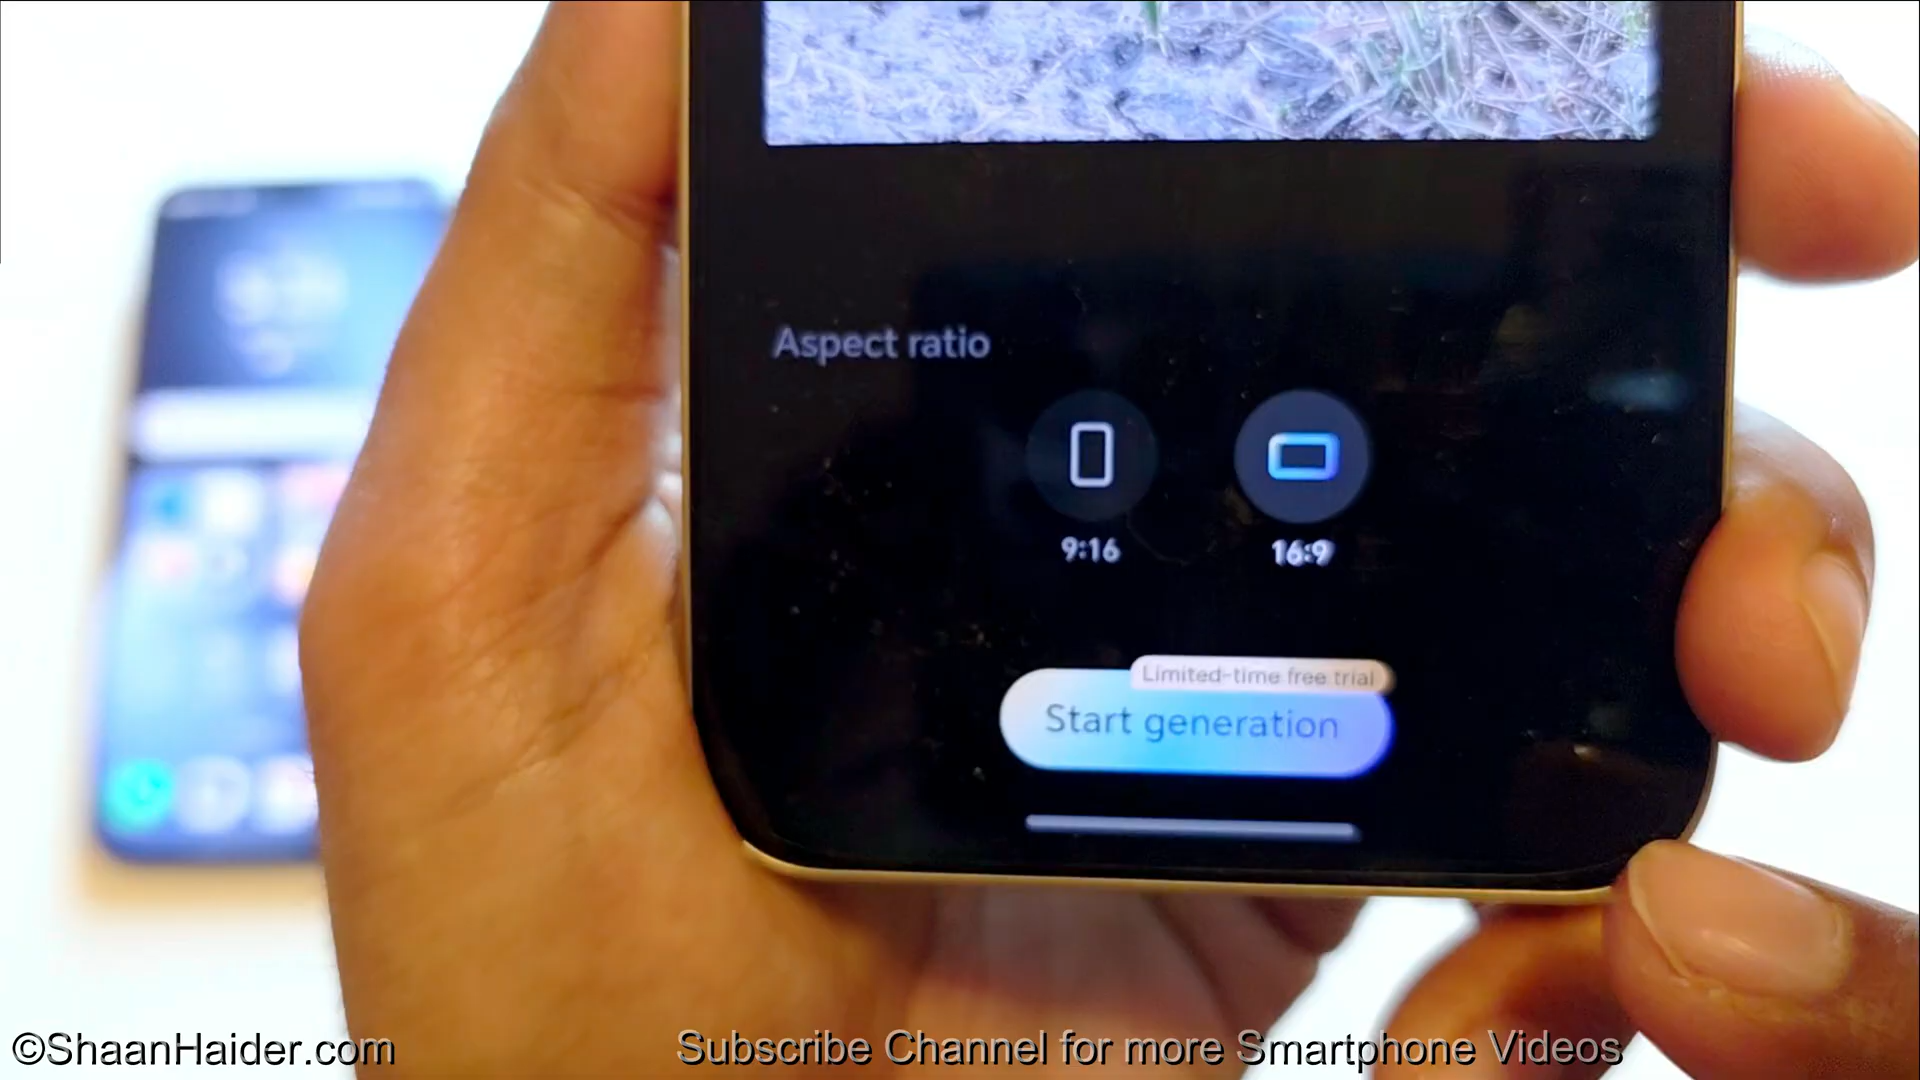 Aspect ratio
9:16
16:9
Limited-time free trial
Start generation
©ShaanHaider.com
Subscribe Channel for more Smartphone Videos